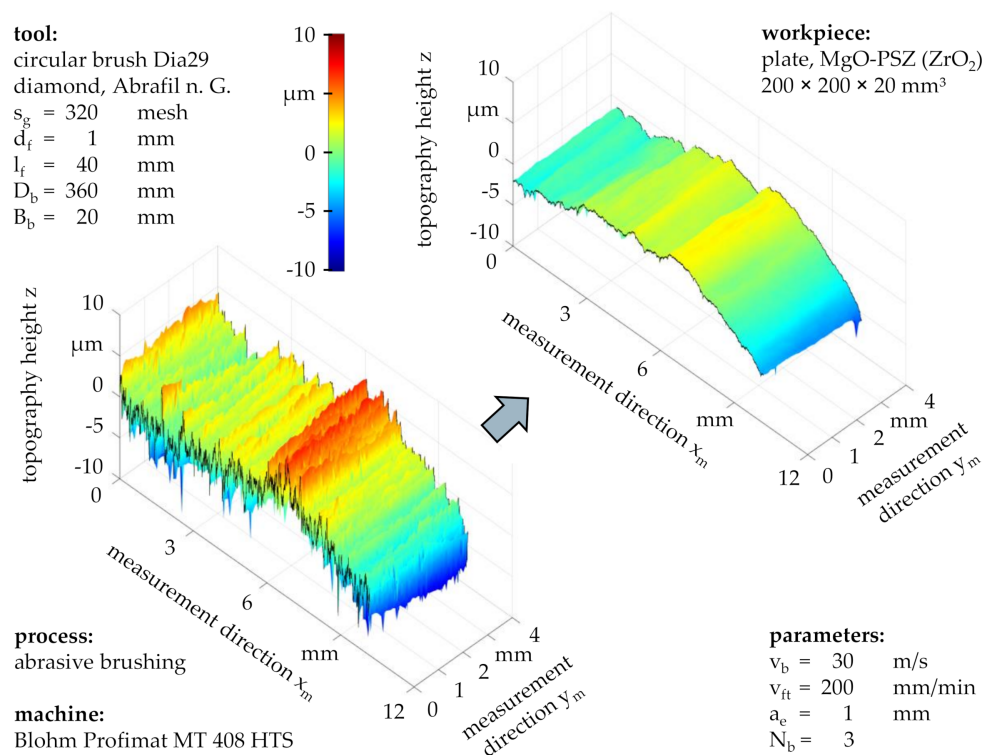 tool:
circular brush Dia29
diamond, Abrafil n. G.
s_g = 320 mesh
d_f = 1 mm
l_f = 40 mm
D_b = 360 mm
B_b = 20 mm
10
µm
0
-5
-10
workpiece:
plate, MgO-PSZ (ZrO₂)
200 × 200 × 20 mm³
topography height z
10
µm
0
-5
-10
0
3
6
mm
12
measurement direction x_m
0
1
2
mm
4
measurement
direction y_m
topography height z
10
µm
0
-5
-10
0
3
6
mm
12
measurement direction x_m
0
1
2
mm
4
measurement
direction y_m
process:
abrasive brushing
machine:
Blohm Profimat MT 408 HTS
parameters:
v_b = 30 m/s
v_ft = 200 mm/min
a_e = 1 mm
N_b = 3